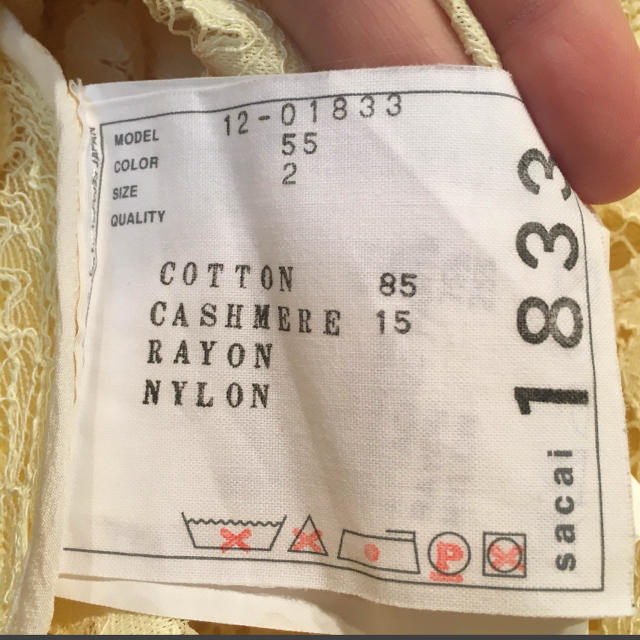 MODEL 12-01833
COLOR 55
SIZE 2
QUALITY
COTTON 85
CASHMERE 15
RAYON
NYLON
P
sacai 1833